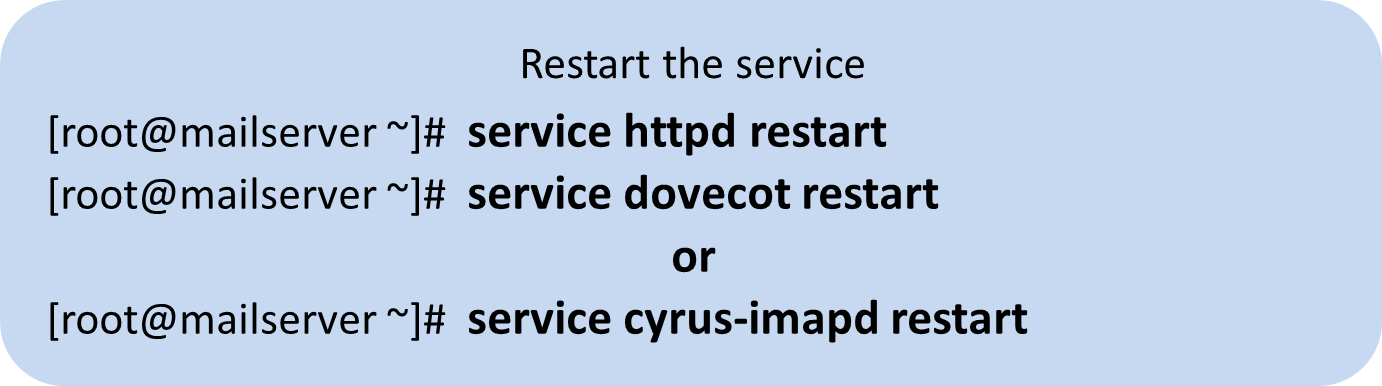 Restart the service
[root@mailserver ~]# service httpd restart
[root@mailserver ~]# service dovecot restart
or
[root@mailserver ~]# service cyrus-imapd restart